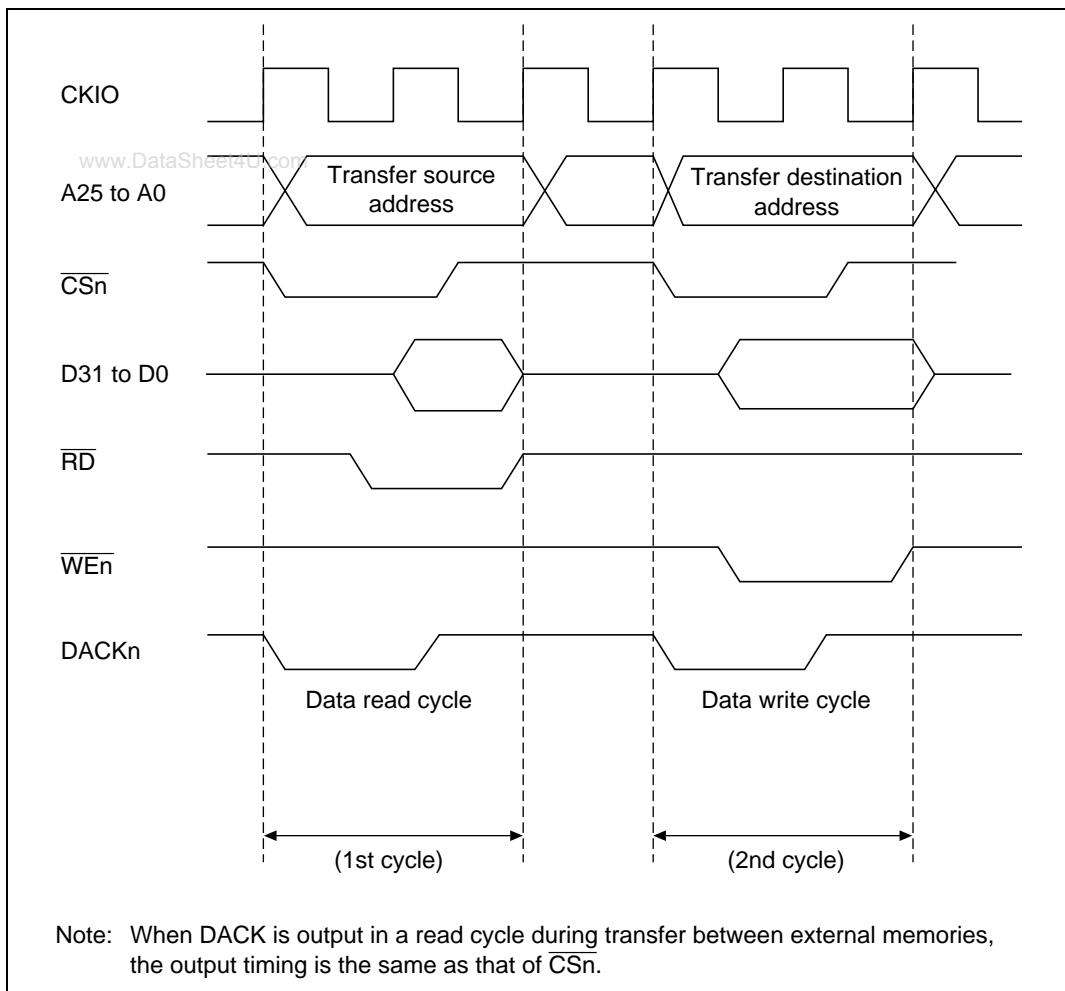 CKIO
www.DataSheet4U.com
A25 to A0
Transfer source
address
Transfer destination
address
CSn
D31 to D0
RD
WEn
DACKn
Data read cycle
Data write cycle
(1st cycle)
(2nd cycle)
Note: When DACK is output in a read cycle during transfer between external memories,
the output timing is the same as that of CSn.